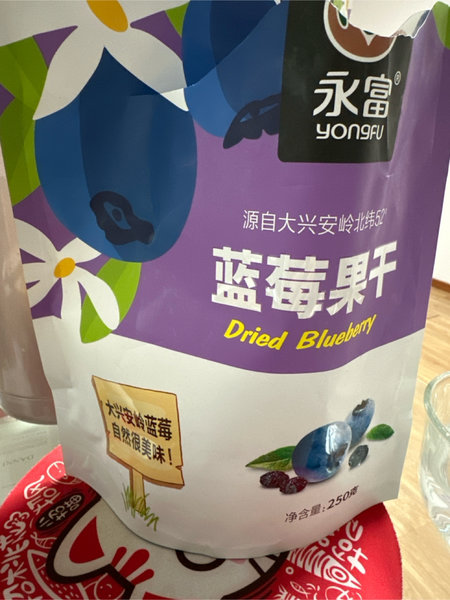 永富®
YONGFU
源自大兴安岭北纬52°
蓝莓果干
Dried Blueberry
大兴安岭蓝莓
自然很美味!
净含量:250克